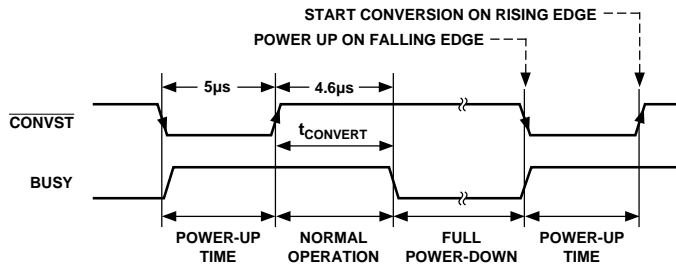 START CONVERSION ON RISING EDGE
POWER UP ON FALLING EDGE
5µs
4.6µs
CONVST
tCONVERT
BUSY
POWER-UP TIME
NORMAL OPERATION
FULL POWER-DOWN
POWER-UP TIME